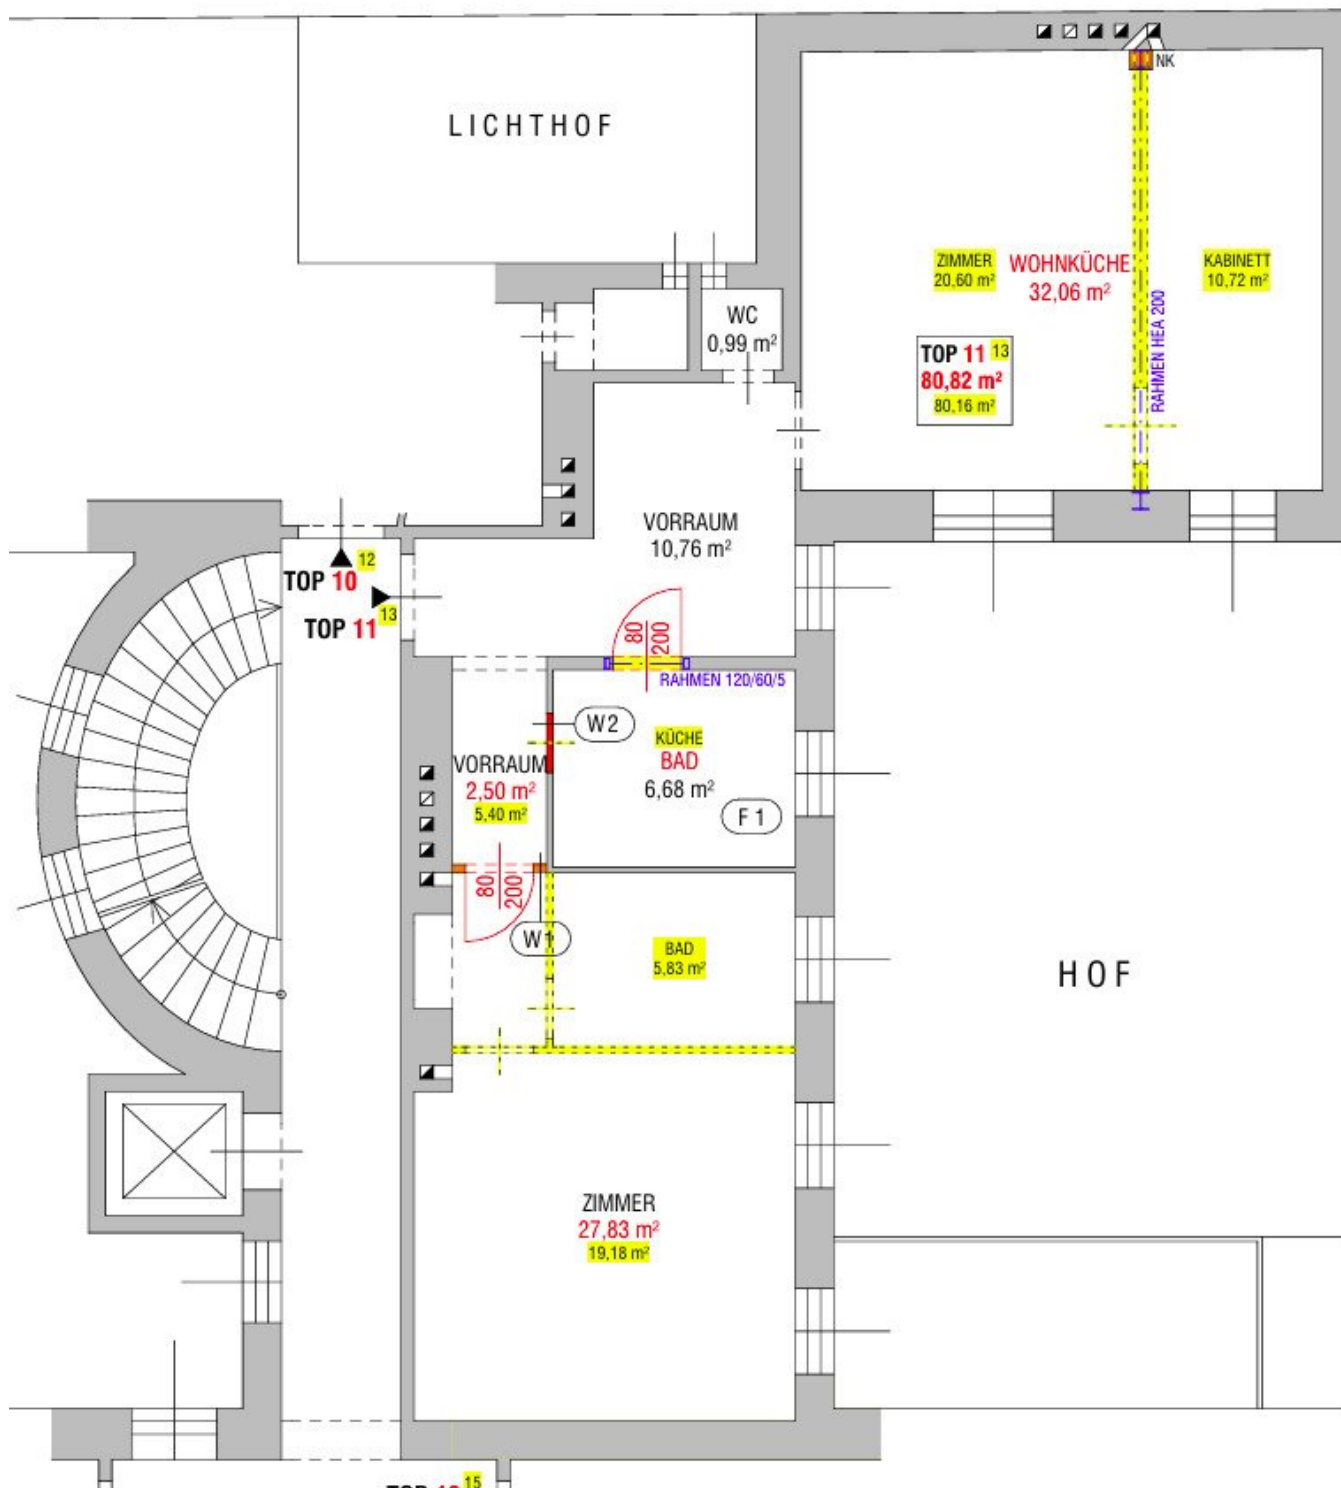 LICHTHOF
NK
ZIMMER
20,60 m²
WOHNKÜCHE
32,06 m²
KABINETT
10,72 m²
RAHMEN HEA 200
WC
0,99 m²
TOP 11 13
80,82 m²
80,16 m²
VORRAUM
10,76 m²
12
TOP 10
13
TOP 11
80
200
RAHMEN 120/60/5
W2
KÜCHE
BAD
6,68 m²
F 1
VORRAUM
2,50 m²
5,40 m²
80
200
W1
BAD
5,83 m²
HOF
ZIMMER
27,83 m²
19,18 m²
15